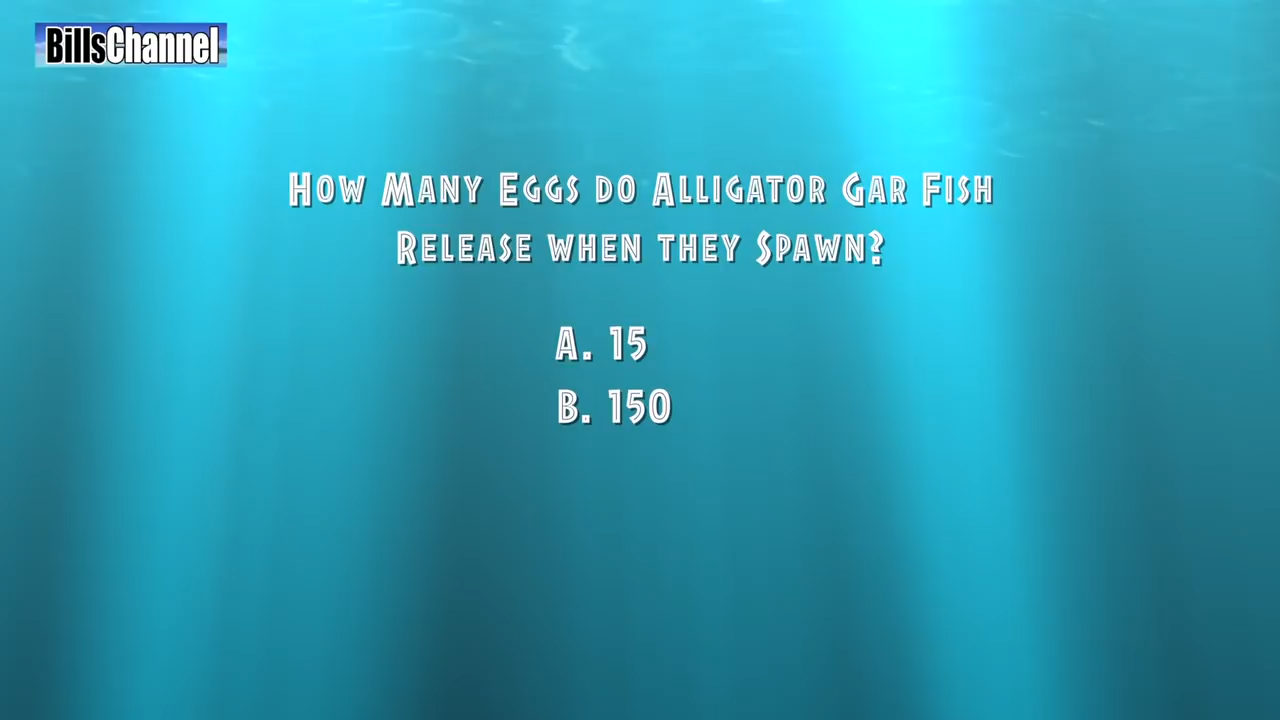 BillsChannel
How Many Eggs do Alligator Gar Fish
Release when they Spawn?
A. 15
B. 150